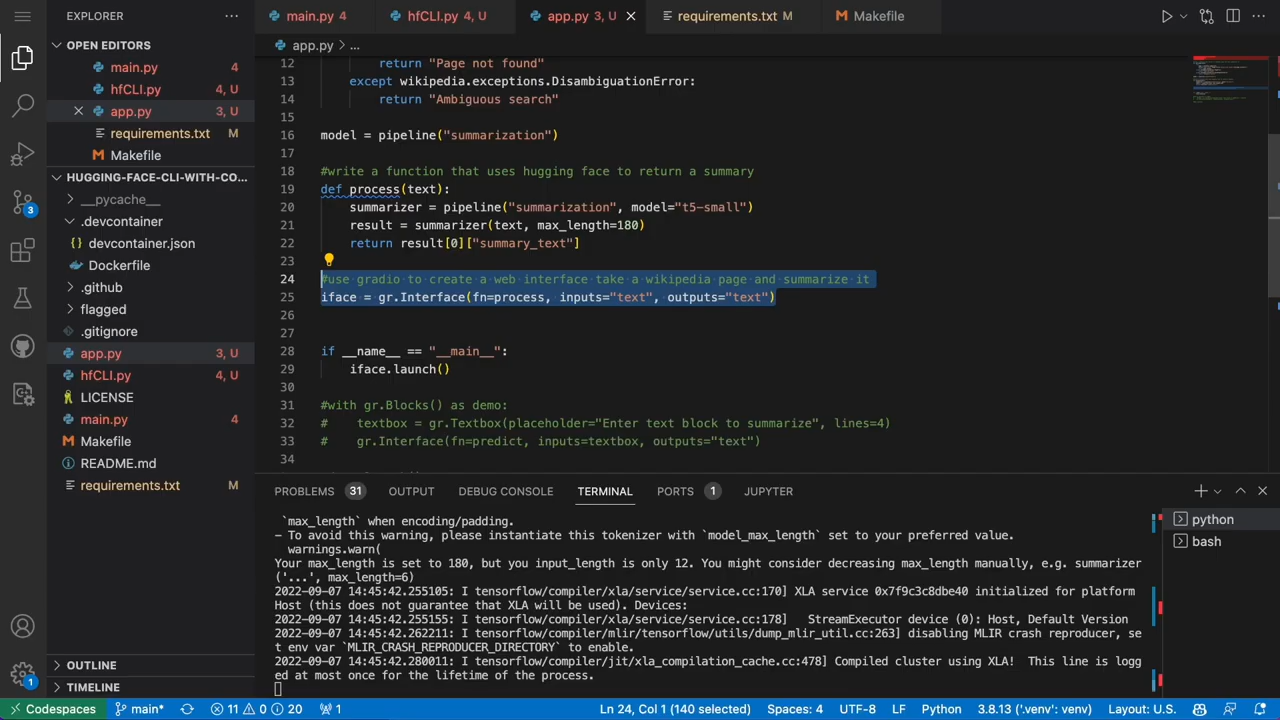 EXPLORER
main.py 4
hfCLI.py 4, U
app.py 3, U
requirements.txt M
Makefile
OPEN EDITORS
main.py 4
hfCLI.py 4, U
app.py 3, U
requirements.txt M
Makefile
HUGGING-FACE-CLI-WITH-CO...
__pycache__
.devcontainer
devcontainer.json
Dockerfile
.github
flagged
.gitignore
app.py 3, U
hfCLI.py 4, U
LICENSE
main.py 4
Makefile
README.md
requirements.txt M
OUTLINE
TIMELINE
app.py > ...
12 return "Page not found"
13 except wikipedia.exceptions.DisambiguationError:
14 return "Ambiguous search"
15
16 model = pipeline("summarization")
17
18 #write a function that uses hugging face to return a summary
19 def process(text):
20 summarizer = pipeline("summarization", model="t5-small")
21 result = summarizer(text, max_length=180)
22 return result[0]["summary_text"]
23
24 #use gradio to create a web interface take a wikipedia page and summarize it
25 iface = gr.Interface(fn=process, inputs="text", outputs="text")
26
27
28 if __name__ == "__main__":
29 iface.launch()
30
31 #with gr.Blocks() as demo:
32 # textbox = gr.Textbox(placeholder="Enter text block to summarize", lines=4)
33 # gr.Interface(fn=predict, inputs=textbox, outputs="text")
34
PROBLEMS 31 OUTPUT DEBUG CONSOLE TERMINAL PORTS 1 JUPYTER
`max_length` when encoding/padding.
- To avoid this warning, please instantiate this tokenizer with `model_max_length` set to your preferred value.
warnings.warn(
Your max_length is set to 180, but you input_length is only 12. You might consider decreasing max_length manually, e.g. summarizer
('...', max_length=6)
2022-09-07 14:45:42.255105: I tensorflow/compiler/xla/service/service.cc:170] XLA service 0x7f9c3c8dbe40 initialized for platform
Host (this does not guarantee that XLA will be used). Devices:
2022-09-07 14:45:42.255155: I tensorflow/compiler/xla/service/service.cc:178] StreamExecutor device (0): Host, Default Version
2022-09-07 14:45:42.262211: I tensorflow/compiler/mlir/tensorflow/utils/dump_mlir_util.cc:263] disabling MLIR crash reproducer, se
t env var `MLIR_CRASH_REPRODUCER_DIRECTORY` to enable.
2022-09-07 14:45:42.280011: I tensorflow/compiler/jit/xla_compilation_cache.cc:478] Compiled cluster using XLA! This line is logg
ed at most once for the lifetime of the process.
python
bash
3
1
Codespaces main* 11 0 20 1 Ln 24, Col 1 (140 selected) Spaces: 4 UTF-8 LF Python 3.8.13 ('.venv': venv) Layout: U.S.